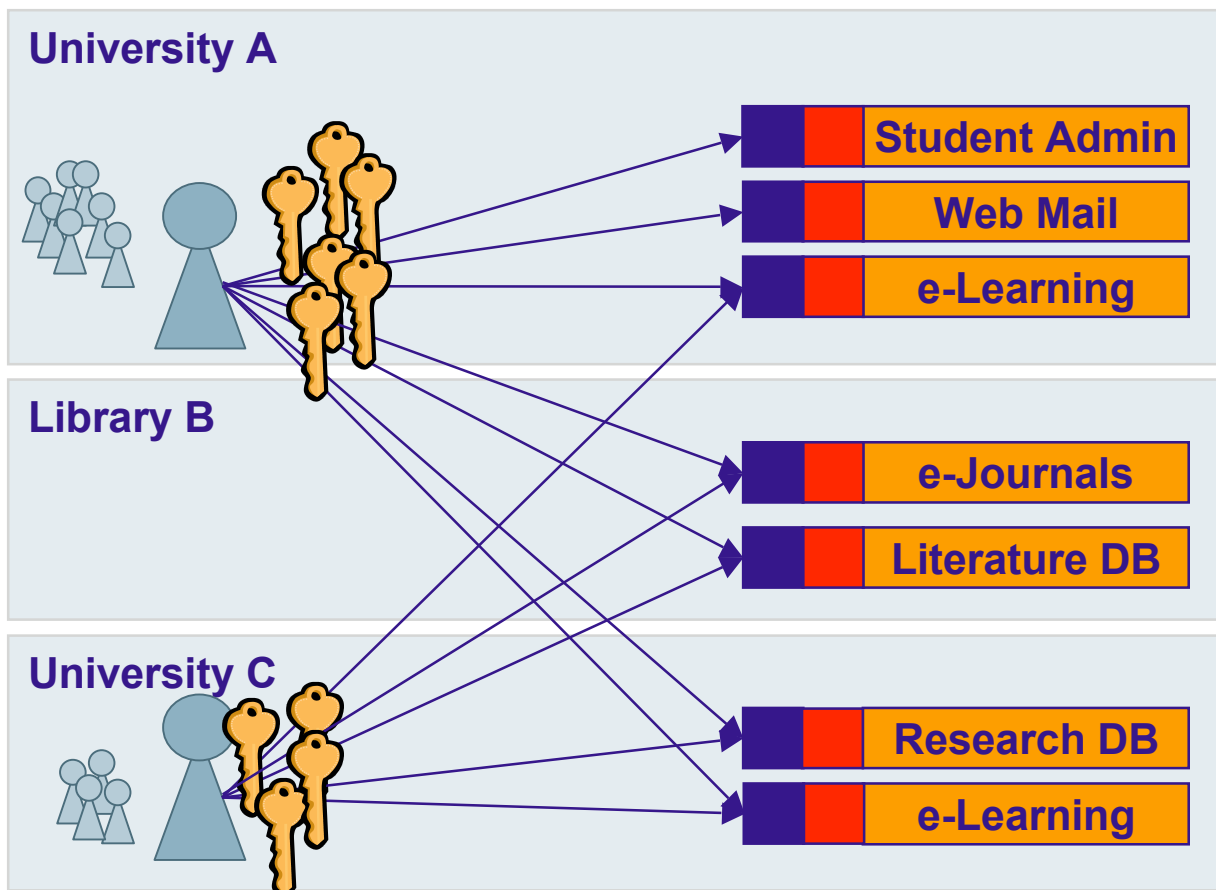 University A
Student Admin
Web Mail
e-Learning
Library B
e-Journals
Literature DB
University C
Research DB
e-Learning